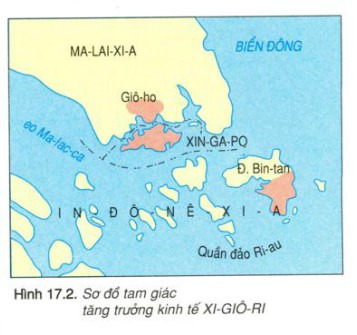 MA-LAI-XI-A
BIỂN ĐÔNG
Giô-ho
eo Ma-lac-ca
XIN-GA-PO
Đ. Bin-tan
I N Đ Ô N Ê - X I - A
Quần đảo Ri-au
Hình 17.2. Sơ đồ tam giác
tăng trưởng kinh tế XI-GIÔ-RI